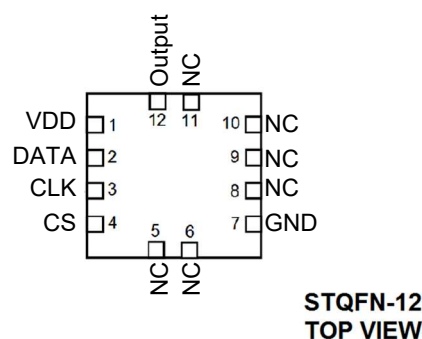 Output NC
12 11
VDD 1 10 NC
DATA 2 9 NC
CLK 3 8 NC
CS 4 7 GND
5 6
NC NC
STQFN-12
TOP VIEW